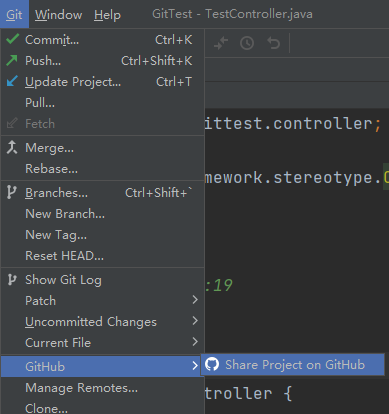 Git Window Help GitTest - TestController.java
Commit... Ctrl+K
Push... Ctrl+Shift+K
Update Project... Ctrl+T
Pull...
Fetch
ittest.controller;
Merge...
Rebase...
mework.stereotype.
Branches... Ctrl+Shift+`
New Branch...
New Tag...
Reset HEAD...
Show Git Log
:19
Patch
Uncommitted Changes
Current File
GitHub
Share Project on GitHub
Manage Remotes...
troller {
Clone...